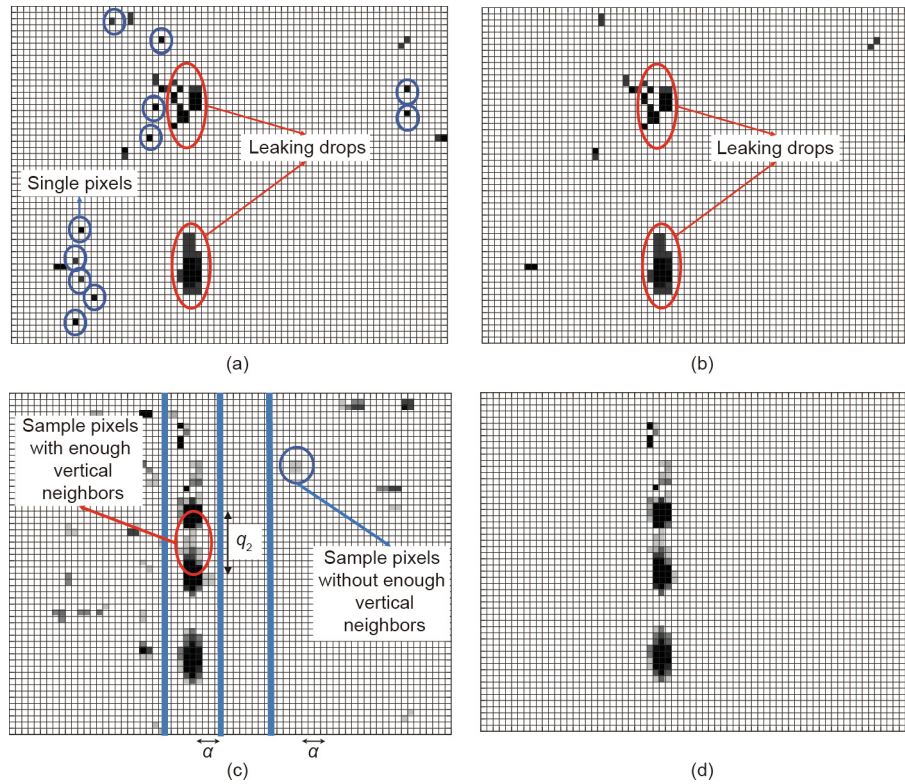 Leaking drops
Single pixels
(a)
Leaking drops
(b)
Sample pixels
with enough
vertical
neighbors
q2
Sample pixels
without enough
vertical
neighbors
α
α
(c)
(d)